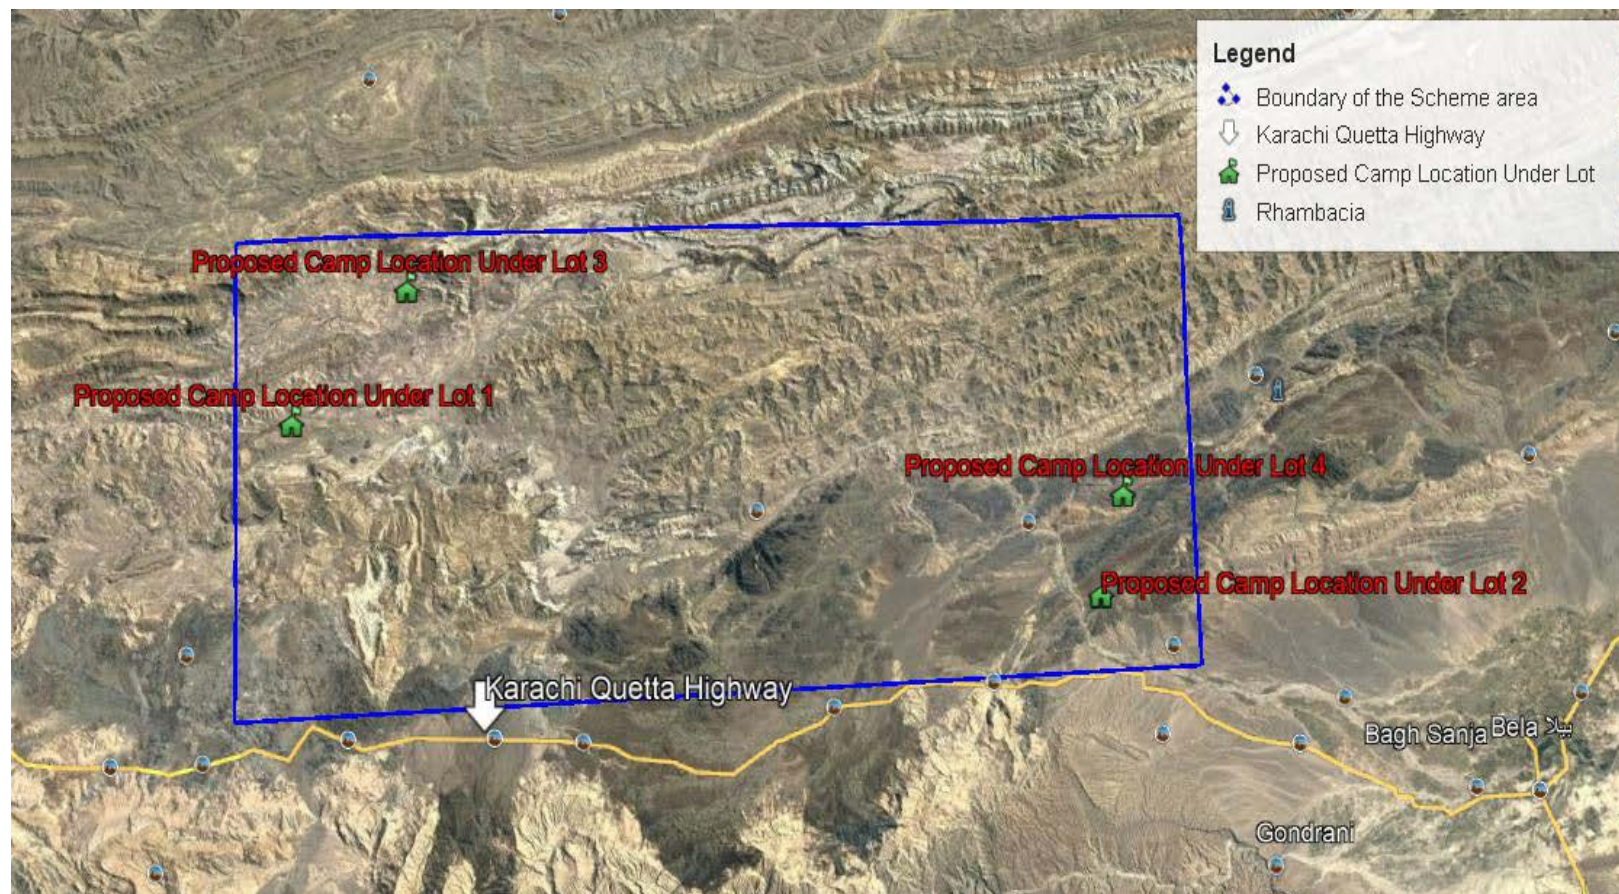 Legend
Boundary of the Scheme area
Karachi Quetta Highway
Proposed Camp Location Under Lot
Rhambacia
Proposed Camp Location Under Lot 3
Proposed Camp Location Under Lot 1
Proposed Camp Location Under Lot 4
Proposed Camp Location Under Lot 2
Karachi Quetta Highway
Bagh Sanja
Bela بيلا
Gondrani